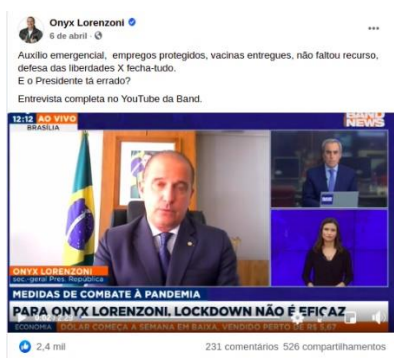 Onyx Lorenzoni
6 de abril ·
Auxílio emergencial, empregos protegidos, vacinas entregues, não faltou recurso,
defesa das liberdades X fecha-tudo.
E o Presidente tá errado?
Entrevista completa no YouTube da Band.
12:12 AO VIVO
BRASÍLIA
BAND
NEWS
ONYX LORENZONI
sec.-geral Pres. República
MEDIDAS DE COMBATE À PANDEMIA
PARA ONYX LORENZONI, LOCKDOWN NÃO É EFICAZ
ECONOMIA DÓLAR COMEÇA A SEMANA EM BAIXA, VENDIDO PERTO DE R$ 5,67
2,4 mil
231 comentários 526 compartilhamentos